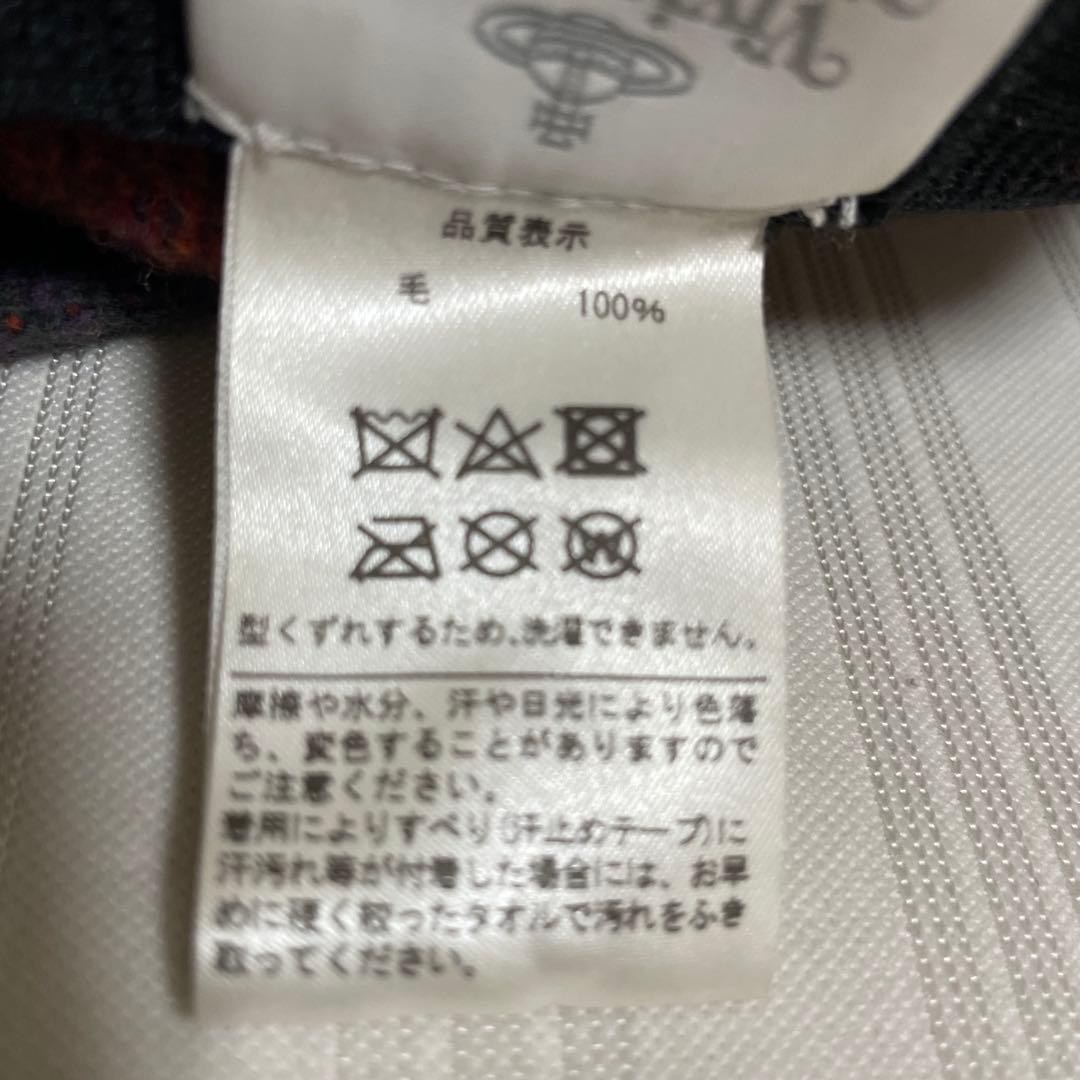 Vivi
品質表示
毛 100%
W
型くずれするため、洗濯できません。
摩擦や水分、汗や日光により色落
ち、変色することがありますので
ご注意ください。
着用によりすべり(汗止めテープ)に
汗汚れ等が付着した場合には、お早
めに硬く絞ったタオルで汚れをふき
取ってください。